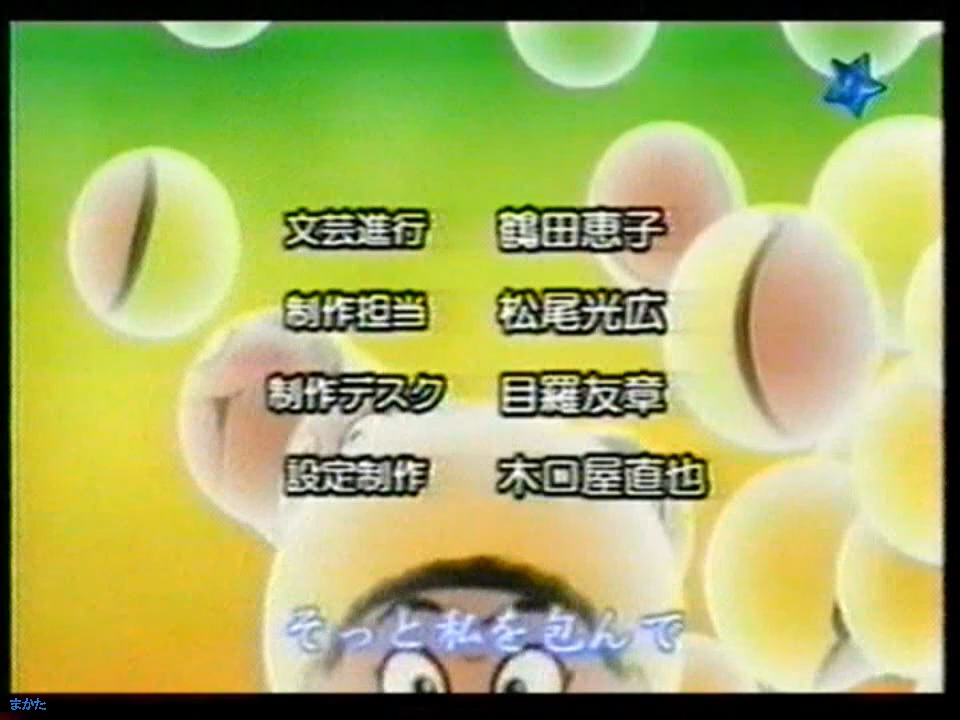 文芸進行 鶴田恵子
制作担当 松尾光広
制作デスク 目羅友章
設定制作 木口屋直也
そっと私を包んで
まかた